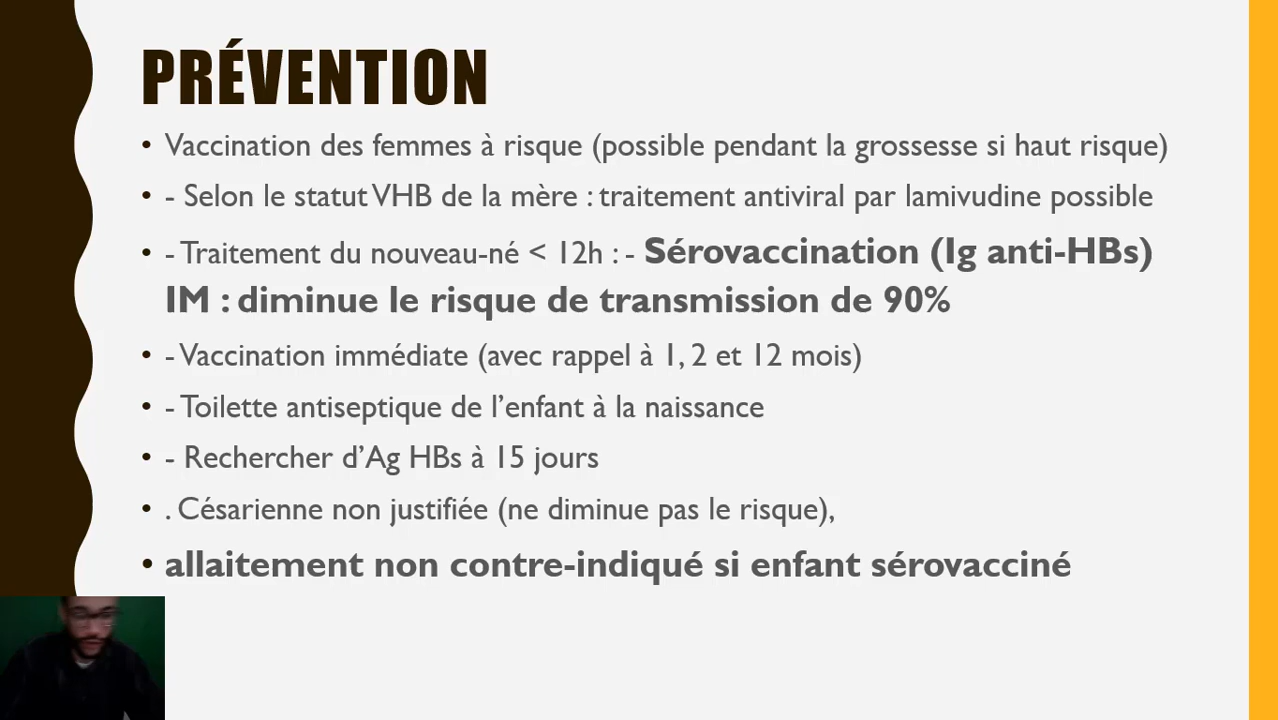 PRÉVENTION
• Vaccination des femmes à risque (possible pendant la grossesse si haut risque)
• - Selon le statut VHB de la mère : traitement antiviral par lamivudine possible
• - Traitement du nouveau-né < 12h : - Sérovaccination (Ig anti-HBs)
IM : diminue le risque de transmission de 90%
• - Vaccination immédiate (avec rappel à 1, 2 et 12 mois)
• - Toilette antiseptique de l’enfant à la naissance
• - Rechercher d’Ag HBs à 15 jours
• . Césarienne non justifiée (ne diminue pas le risque),
• allaitement non contre-indiqué si enfant sérovacciné